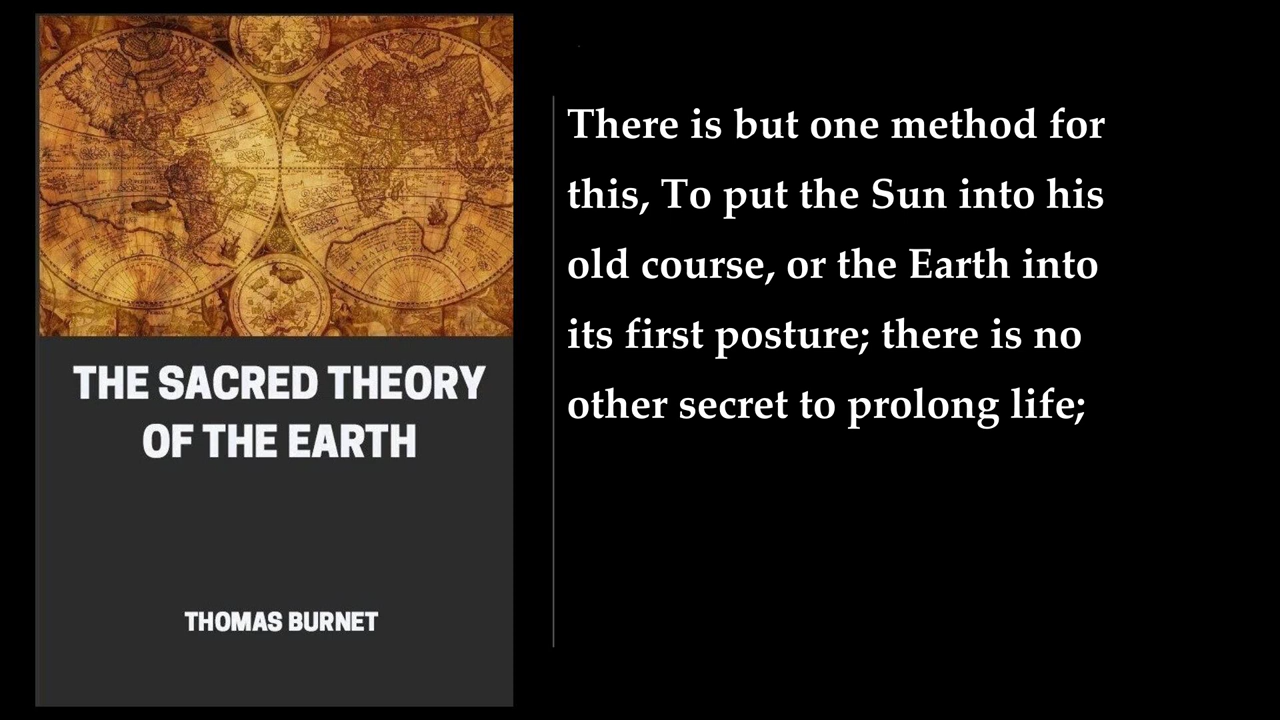 THE SACRED THEORY
OF THE EARTH
THOMAS BURNET
There is but one method for
this, To put the Sun into his
old course, or the Earth into
its first posture; there is no
other secret to prolong life;